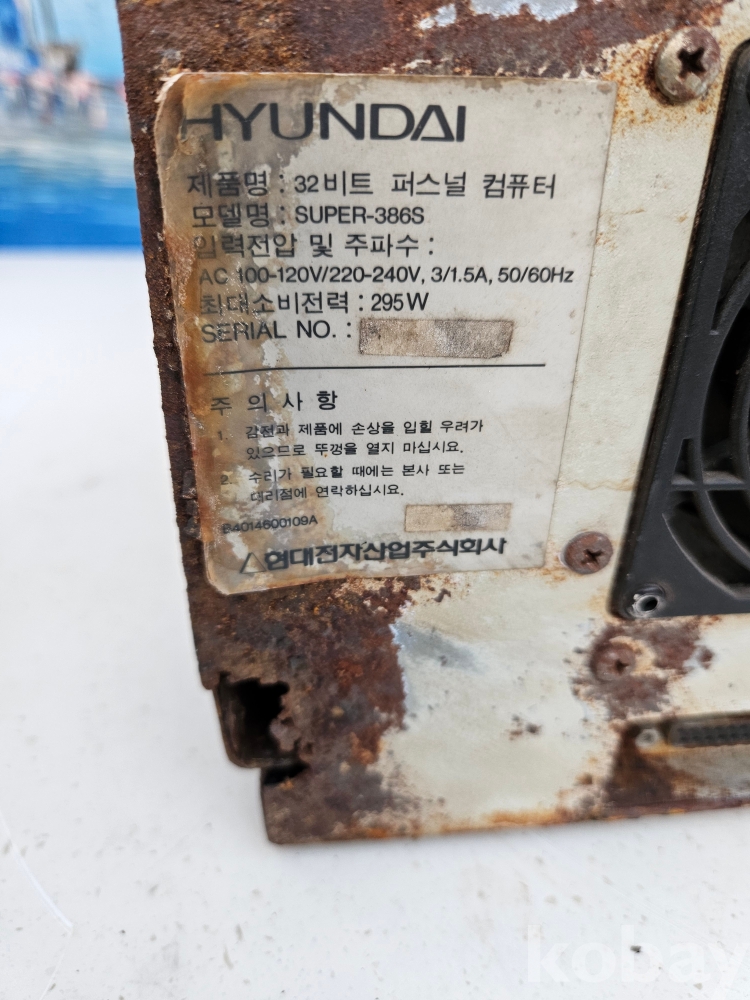 HYUNDAI
제품명 : 32비트 퍼스널 컴퓨터
모델명 : SUPER-386S
입력전압 및 주파수 :
AC 100-120V/220-240V, 3/1.5A, 50/60Hz
최대소비전력 : 295W
SERIAL NO. :
주 의 사 항
1. 감전과 제품에 손상을 입힐 우려가
있으므로 뚜껑을 열지 마십시요.
2. 수리가 필요할 때에는 본사 또는
대리점에 연락하십시요.
B4014600109A
현대전자산업주식회사
kobay